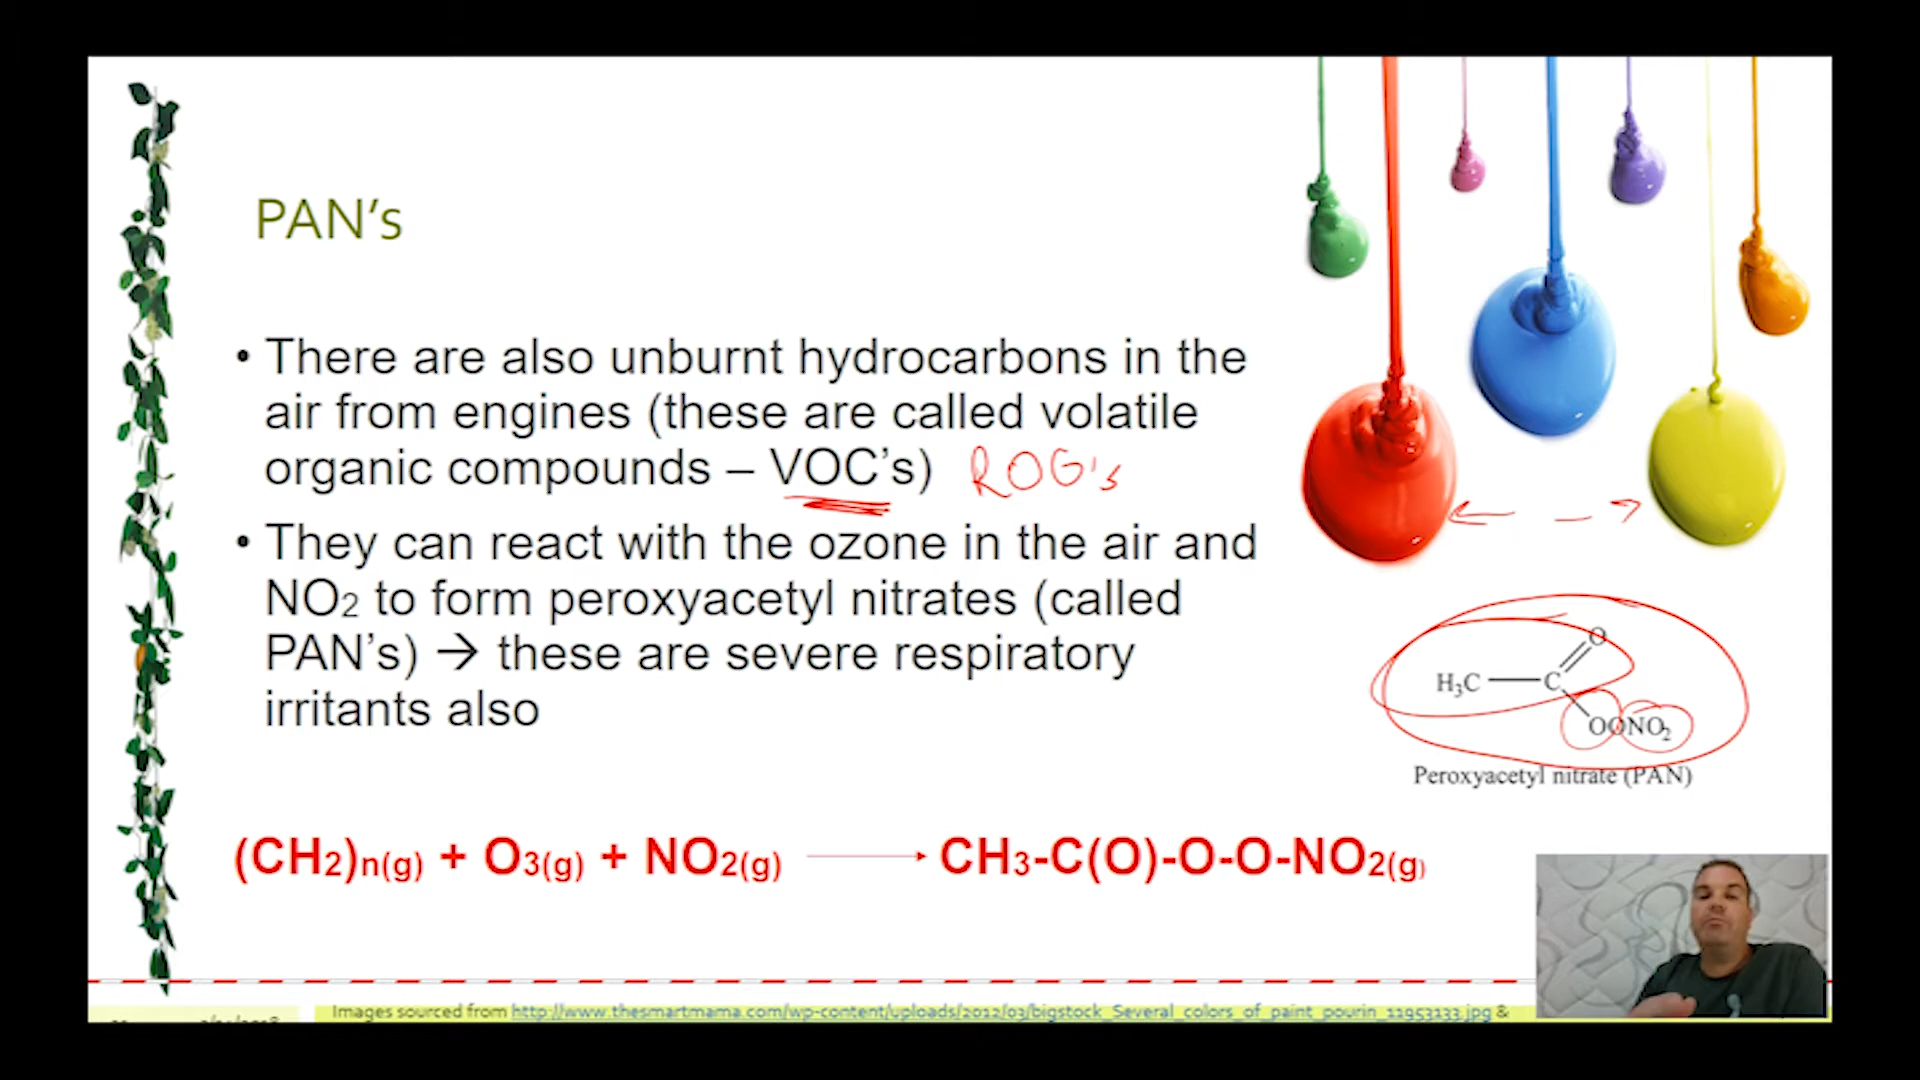 PAN's
• There are also unburnt hydrocarbons in the
air from engines (these are called volatile
organic compounds – VOC's) ROG's
• They can react with the ozone in the air and
NO2 to form peroxyacetyl nitrates (called
PAN's) → these are severe respiratory
irritants also
O
H3C C
OONO2
Peroxyacetyl nitrate (PAN)
(CH2)n(g) + O3(g) + NO2(g) → CH3-C(O)-O-O-NO2(g)
Images sourced from http://www.thesmartmama.com/wp-content/uploads/2012/03/bigstock_Several_colors_of_paint_pourin_11953133.jpg &